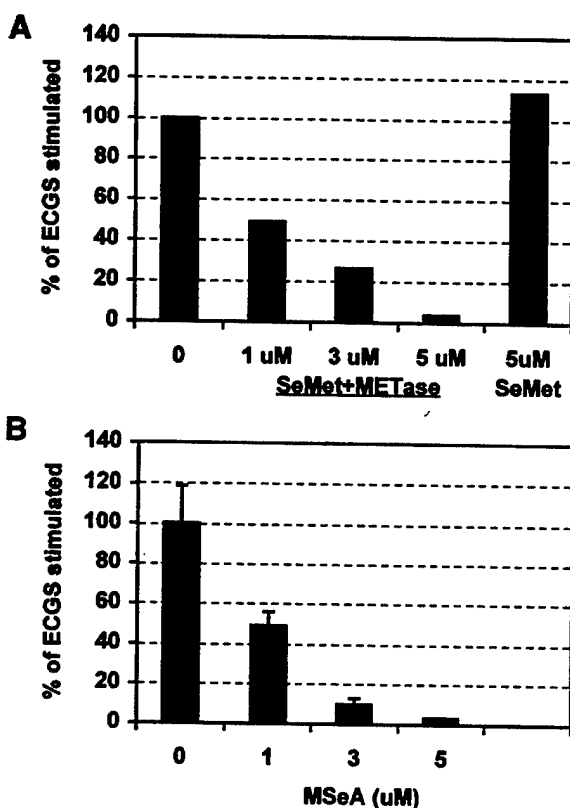 A
% of ECGS stimulated
140
120
100
80
60
40
20
0
0 1 uM 3 uM 5 uM 5uM
SeMet+METase SeMet
B
% of ECGS stimulated
140
120
100
80
60
40
20
0
0 1 3 5
MSeA (uM)